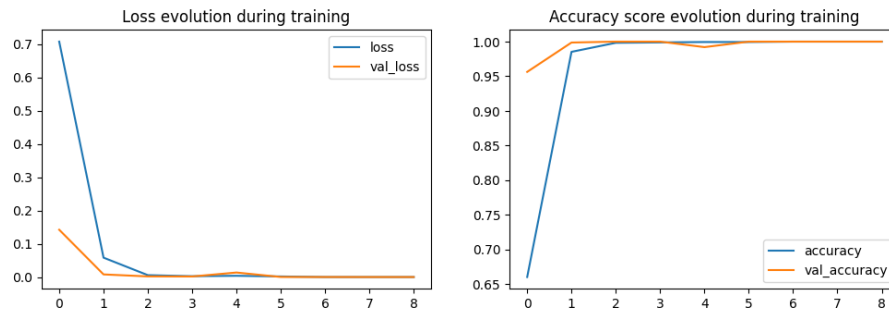 Loss evolution during training
0.7
0.6
0.5
0.4
0.3
0.2
0.1
0.0
loss
val_loss
0 1 2 3 4 5 6 7 8
Accuracy score evolution during training
1.00
0.95
0.90
0.85
0.80
0.75
0.70
0.65
accuracy
val_accuracy
0 1 2 3 4 5 6 7 8